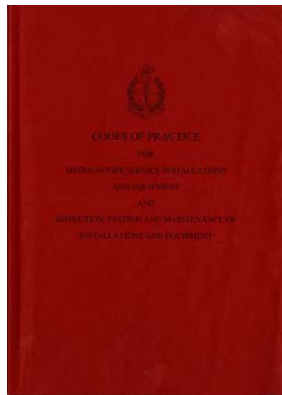 CODES OF PRACTICE
FOR
MINIMUM FIRE SERVICE INSTALLATIONS
AND EQUIPMENT
AND
INSPECTION, TESTING AND MAINTENANCE OF
INSTALLATIONS AND EQUIPMENT